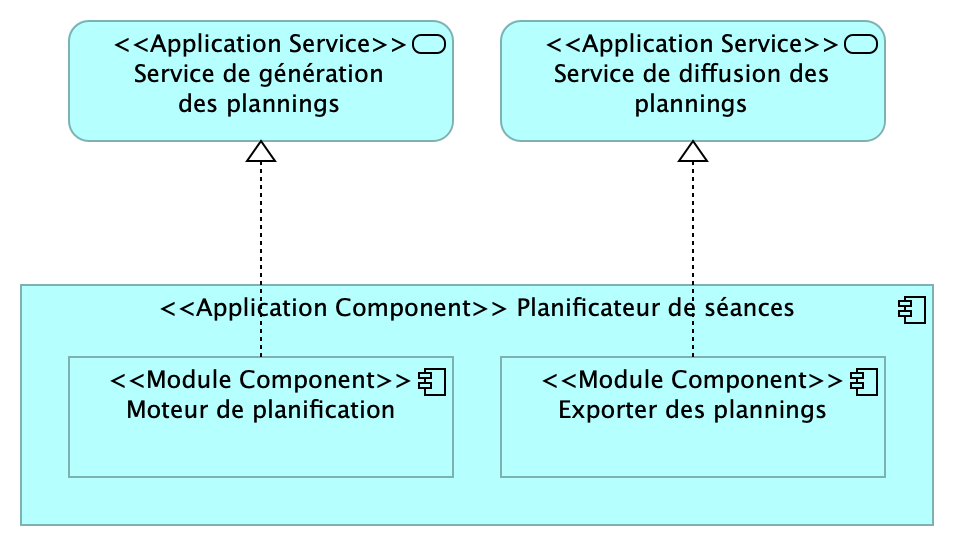 <<Application Service>>
Service de génération
des plannings
<<Application Service>>
Service de diffusion des
plannings
<<Application Component>> Planificateur de séances
<<Module Component>>
Moteur de planification
<<Module Component>>
Exporter des plannings